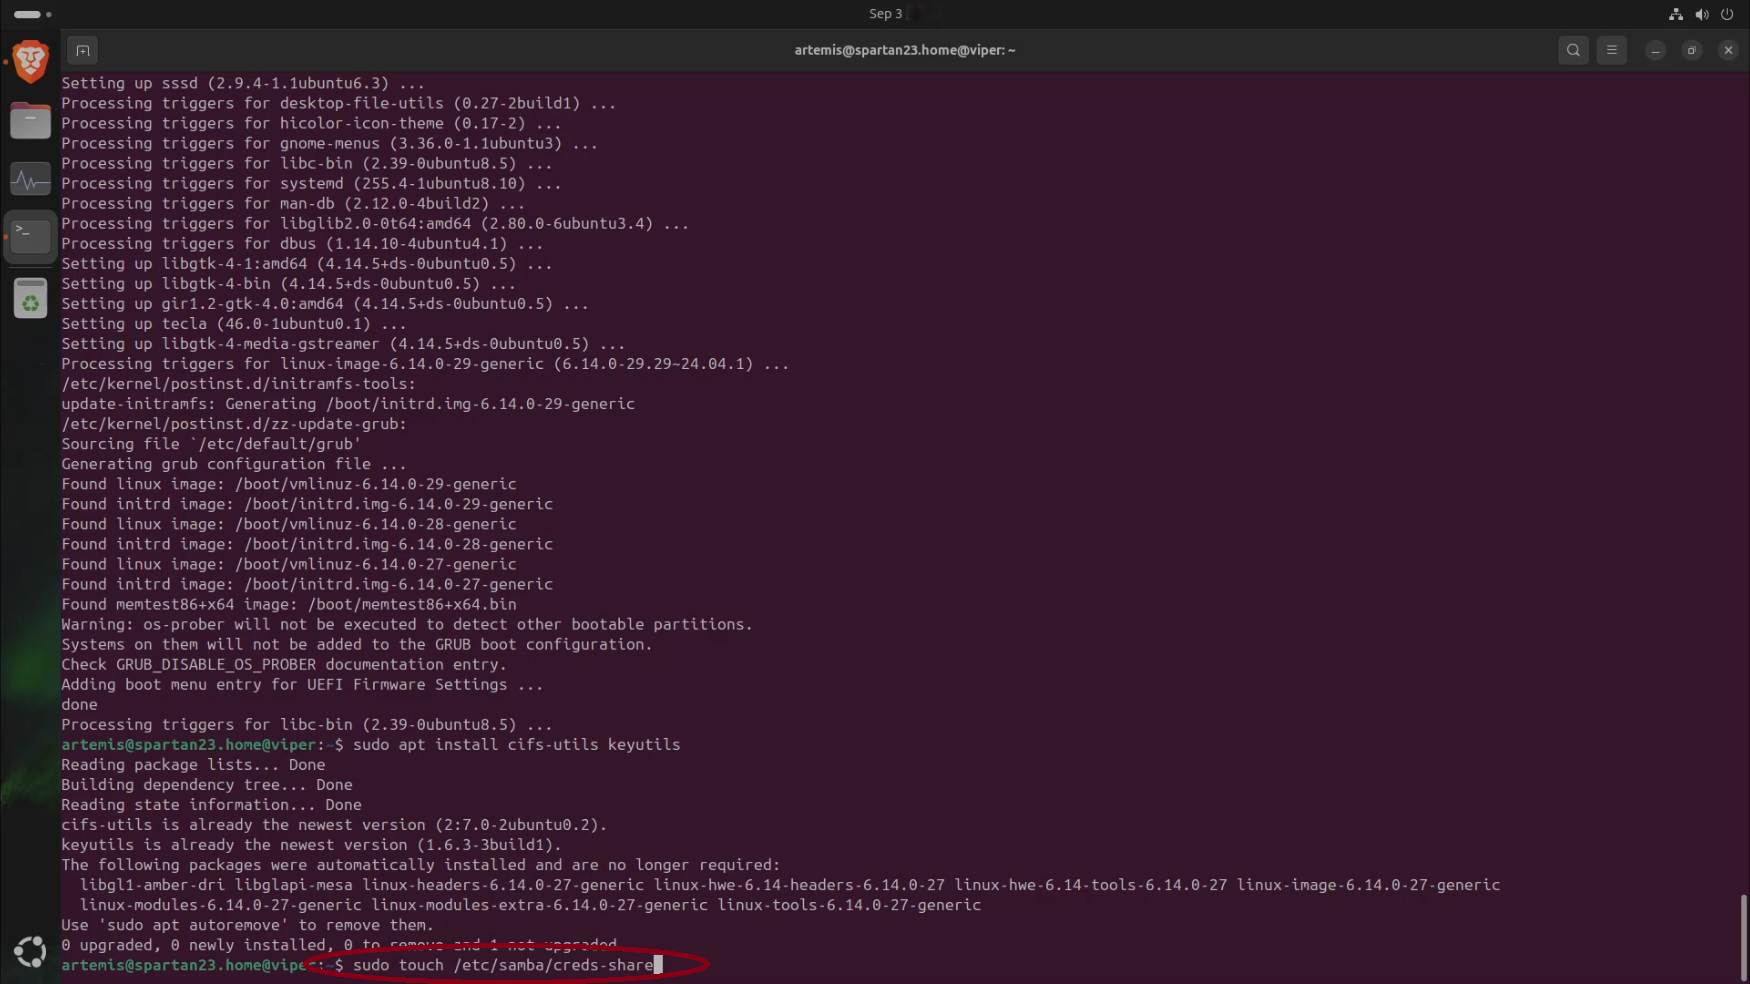 Sep 3
artemis@spartan23.home@viper: ~
Setting up sssd (2.9.4-1.1ubuntu6.3) ...
Processing triggers for desktop-file-utils (0.27-2build1) ...
Processing triggers for hicolor-icon-theme (0.17-2) ...
Processing triggers for gnome-menus (3.36.0-1.1ubuntu3) ...
Processing triggers for libc-bin (2.39-0ubuntu8.5) ...
Processing triggers for systemd (255.4-1ubuntu8.10) ...
Processing triggers for man-db (2.12.0-4build2) ...
Processing triggers for libglib2.0-0t64:amd64 (2.80.0-6ubuntu3.4) ...
Processing triggers for dbus (1.14.10-4ubuntu4.1) ...
Setting up libgtk-4-1:amd64 (4.14.5+ds-0ubuntu0.5) ...
Setting up libgtk-4-bin (4.14.5+ds-0ubuntu0.5) ...
Setting up gir1.2-gtk-4.0:amd64 (4.14.5+ds-0ubuntu0.5) ...
Setting up tecla (46.0-1ubuntu0.1) ...
Setting up libgtk-4-media-gstreamer (4.14.5+ds-0ubuntu0.5) ...
Processing triggers for linux-image-6.14.0-29-generic (6.14.0-29.29~24.04.1) ...
/etc/kernel/postinst.d/initramfs-tools:
update-initramfs: Generating /boot/initrd.img-6.14.0-29-generic
/etc/kernel/postinst.d/zz-update-grub:
Sourcing file `/etc/default/grub'
Generating grub configuration file ...
Found linux image: /boot/vmlinuz-6.14.0-29-generic
Found initrd image: /boot/initrd.img-6.14.0-29-generic
Found linux image: /boot/vmlinuz-6.14.0-28-generic
Found initrd image: /boot/initrd.img-6.14.0-28-generic
Found linux image: /boot/vmlinuz-6.14.0-27-generic
Found initrd image: /boot/initrd.img-6.14.0-27-generic
Found memtest86+x64 image: /boot/memtest86+x64.bin
Warning: os-prober will not be executed to detect other bootable partitions.
Systems on them will not be added to the GRUB boot configuration.
Check GRUB_DISABLE_OS_PROBER documentation entry.
Adding boot menu entry for UEFI Firmware Settings ...
done
Processing triggers for libc-bin (2.39-0ubuntu8.5) ...
artemis@spartan23.home@viper:~$ sudo apt install cifs-utils keyutils
Reading package lists... Done
Building dependency tree... Done
Reading state information... Done
cifs-utils is already the newest version (2:7.0-2ubuntu0.2).
keyutils is already the newest version (1.6.3-3build1).
The following packages were automatically installed and are no longer required:
  libgl1-amber-dri libglapi-mesa linux-headers-6.14.0-27-generic linux-hwe-6.14-headers-6.14.0-27 linux-hwe-6.14-tools-6.14.0-27 linux-image-6.14.0-27-generic
  linux-modules-6.14.0-27-generic linux-modules-extra-6.14.0-27-generic linux-tools-6.14.0-27-generic
Use 'sudo apt autoremove' to remove them.
0 upgraded, 0 newly installed, 0 to remove and 1 not upgraded.
artemis@spartan23.home@viper:~$ sudo touch /etc/samba/creds-share